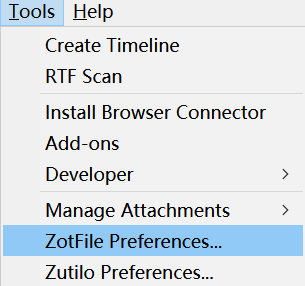 Tools Help
Create Timeline
RTF Scan
Install Browser Connector
Add-ons
Developer
Manage Attachments
ZotFile Preferences...
Zutilo Preferences...